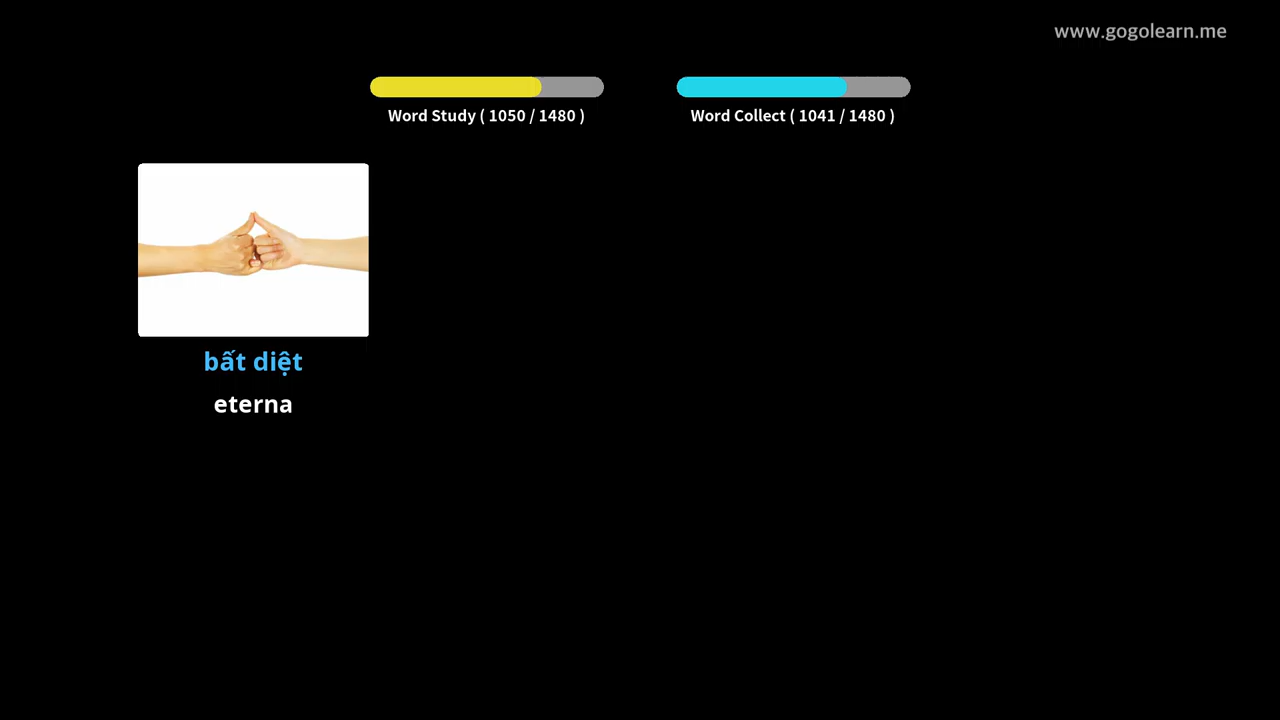 www.gogolearn.me
Word Study ( 1050 / 1480 )
Word Collect ( 1041 / 1480 )
bất diệt
eterna